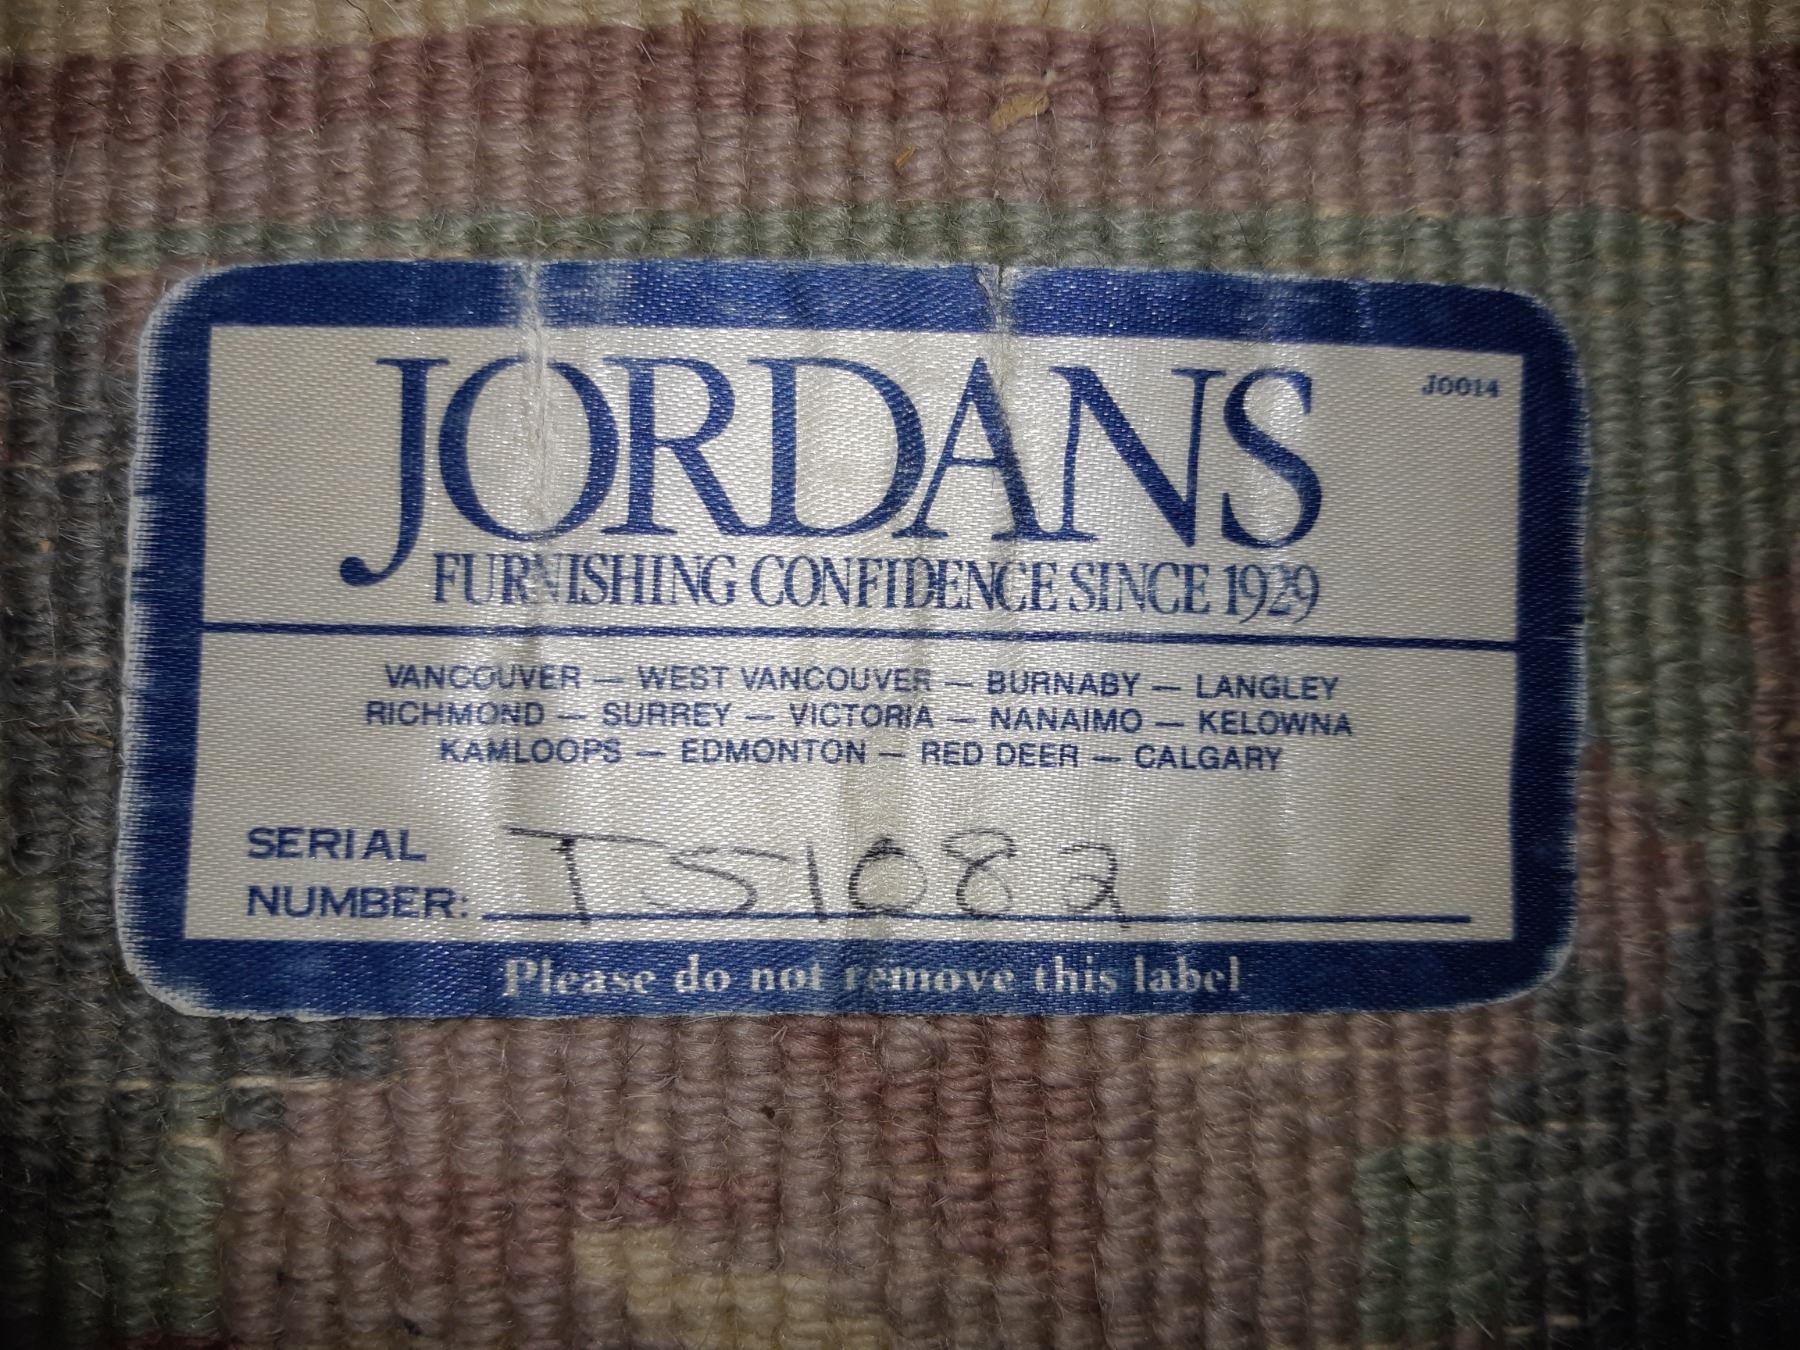 JORDANS
J0014
FURNISHING CONFIDENCE SINCE 1929
VANCOUVER — WEST VANCOUVER — BURNABY — LANGLEY
RICHMOND — SURREY — VICTORIA — NANAIMO — KELOWNA
KAMLOOPS — EDMONTON — RED DEER — CALGARY
SERIAL
NUMBER: TS1082
Please do not remove this label